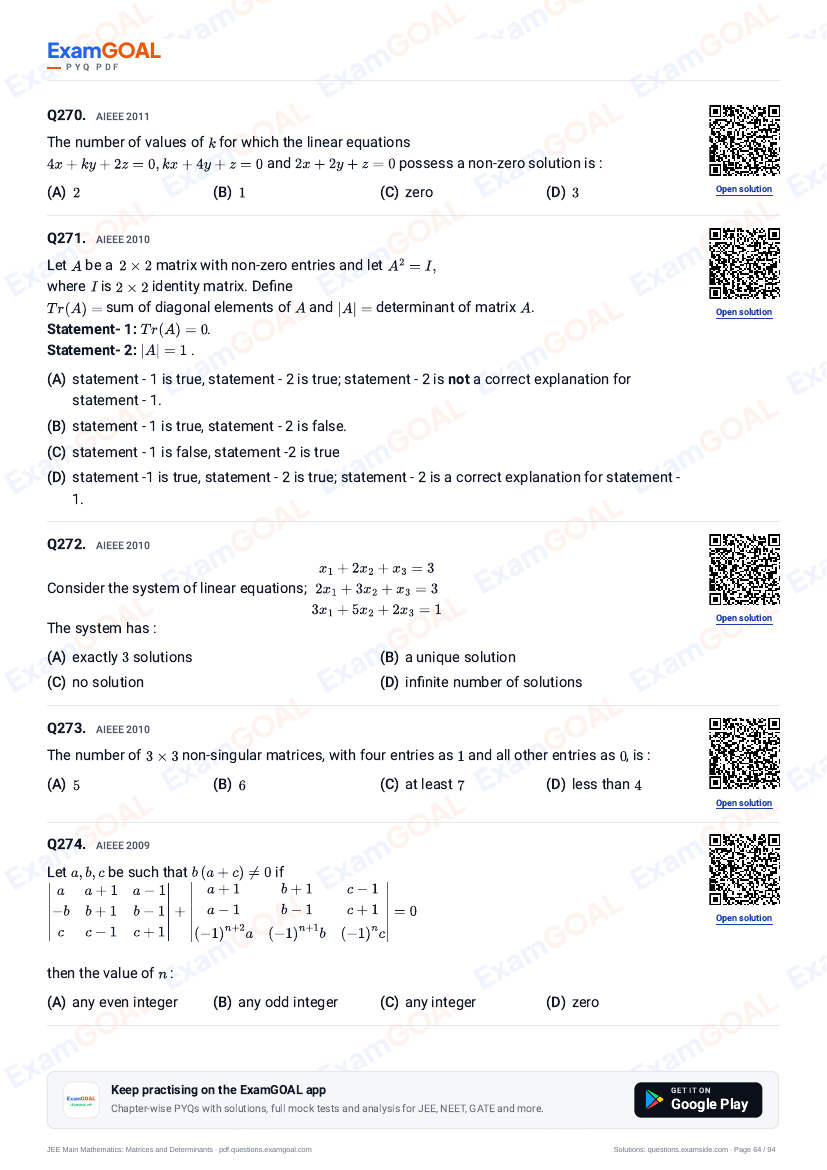 ExamGOAL
PYQ PDF
Q270. AIEEE 2011
The number of values of k for which the linear equations
4x + ky + 2z = 0, kx + 4y + z = 0 and 2x + 2y + z = 0 possess a non-zero solution is :
(A) 2 (B) 1 (C) zero (D) 3
Open solution
Q271. AIEEE 2010
Let A be a 2 × 2 matrix with non-zero entries and let A² = I,
where I is 2 × 2 identity matrix. Define
Tr(A) = sum of diagonal elements of A and |A| = determinant of matrix A.
Statement- 1: Tr(A) = 0.
Statement- 2: |A| = 1 .
(A) statement - 1 is true, statement - 2 is true; statement - 2 is not a correct explanation for
statement - 1.
(B) statement - 1 is true, statement - 2 is false.
(C) statement - 1 is false, statement -2 is true
(D) statement -1 is true, statement - 2 is true; statement - 2 is a correct explanation for statement -
1.
Open solution
Q272. AIEEE 2010
x₁ + 2x₂ + x₃ = 3
Consider the system of linear equations; 2x₁ + 3x₂ + x₃ = 3
3x₁ + 5x₂ + 2x₃ = 1
The system has :
(A) exactly 3 solutions (B) a unique solution
(C) no solution (D) infinite number of solutions
Open solution
Q273. AIEEE 2010
The number of 3 × 3 non-singular matrices, with four entries as 1 and all other entries as 0, is :
(A) 5 (B) 6 (C) at least 7 (D) less than 4
Open solution
Q274. AIEEE 2009
Let a, b, c be such that b (a + c) ≠ 0 if
| a a + 1 a − 1 | | a + 1 b + 1 c − 1 |
| −b b + 1 b − 1 | + | a − 1 b − 1 c + 1 | = 0
| c c − 1 c + 1 | | (−1)ⁿ⁺²a (−1)ⁿ⁺¹b (−1)ⁿc |
then the value of n :
(A) any even integer (B) any odd integer (C) any integer (D) zero
Open solution
ExamGOAL
Keep practising on the ExamGOAL app
Chapter-wise PYQs with solutions, full mock tests and analysis for JEE, NEET, GATE and more.
GET IT ON
Google Play
JEE Main Mathematics: Matrices and Determinants · pdf.questions.examgoal.com
Solutions: questions.examside.com · Page 64 / 94